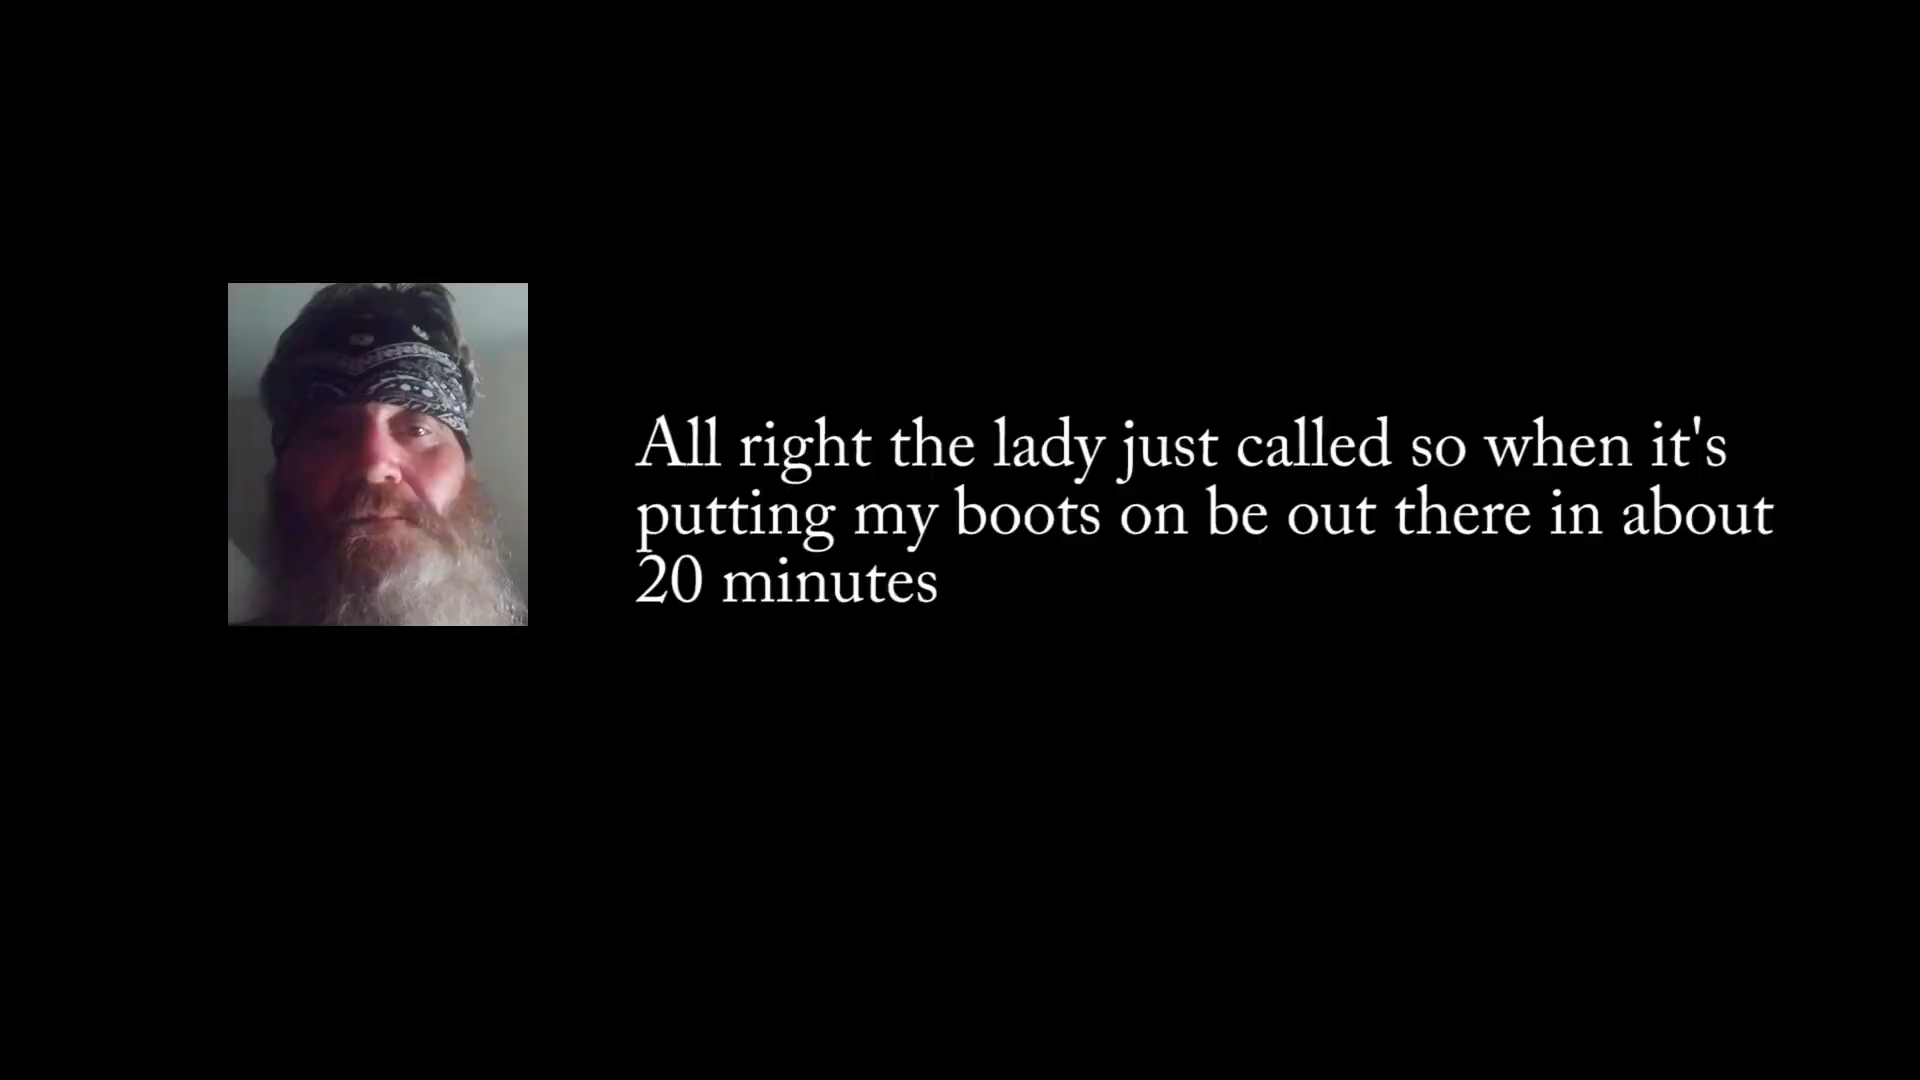 All right the lady just called so when it's
putting my boots on be out there in about
20 minutes